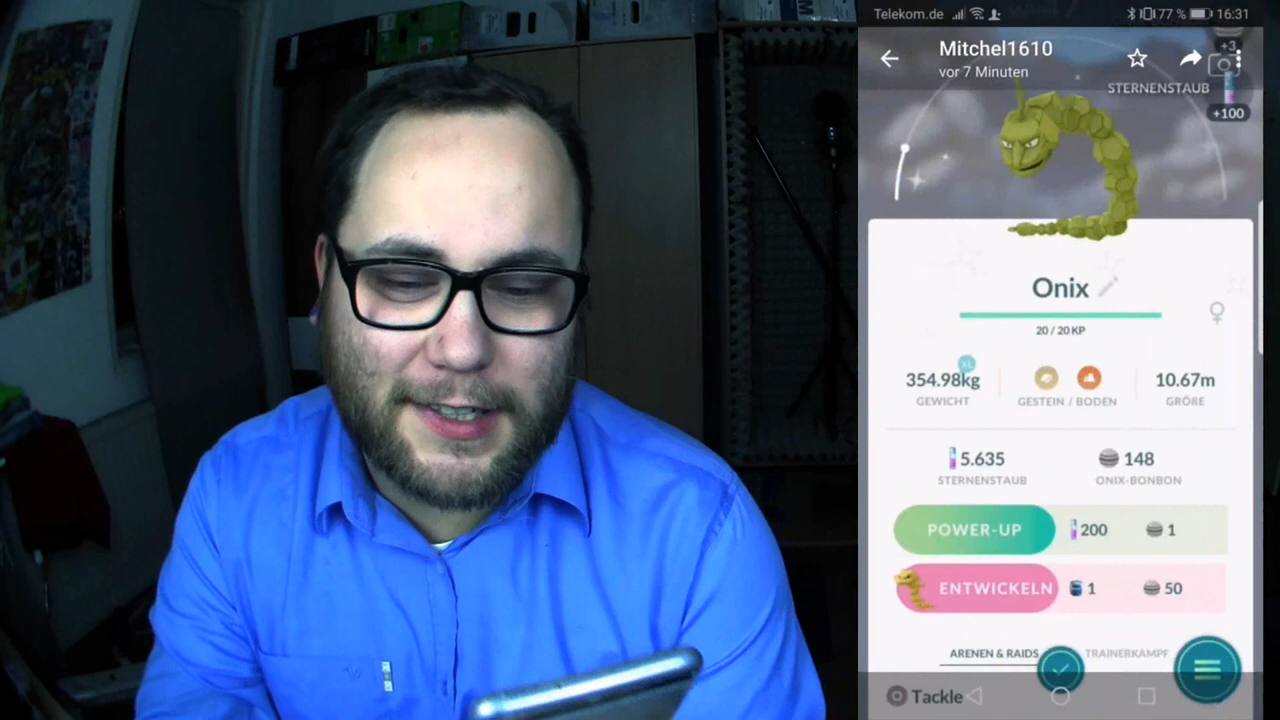 Telekom.de 77 % 16:31
Mitchel1610
vor 7 Minuten
+3
STERNENSTAUB
+100
Onix
20 / 20 KP
XL
354.98kg
GEWICHT
GESTEIN / BODEN
10.67m
GRÖßE
5.635
STERNENSTAUB
148
ONIX-BONBON
POWER-UP 200 1
ENTWICKELN 1 50
ARENEN & RAIDS TRAINERKAMPF
Tackle